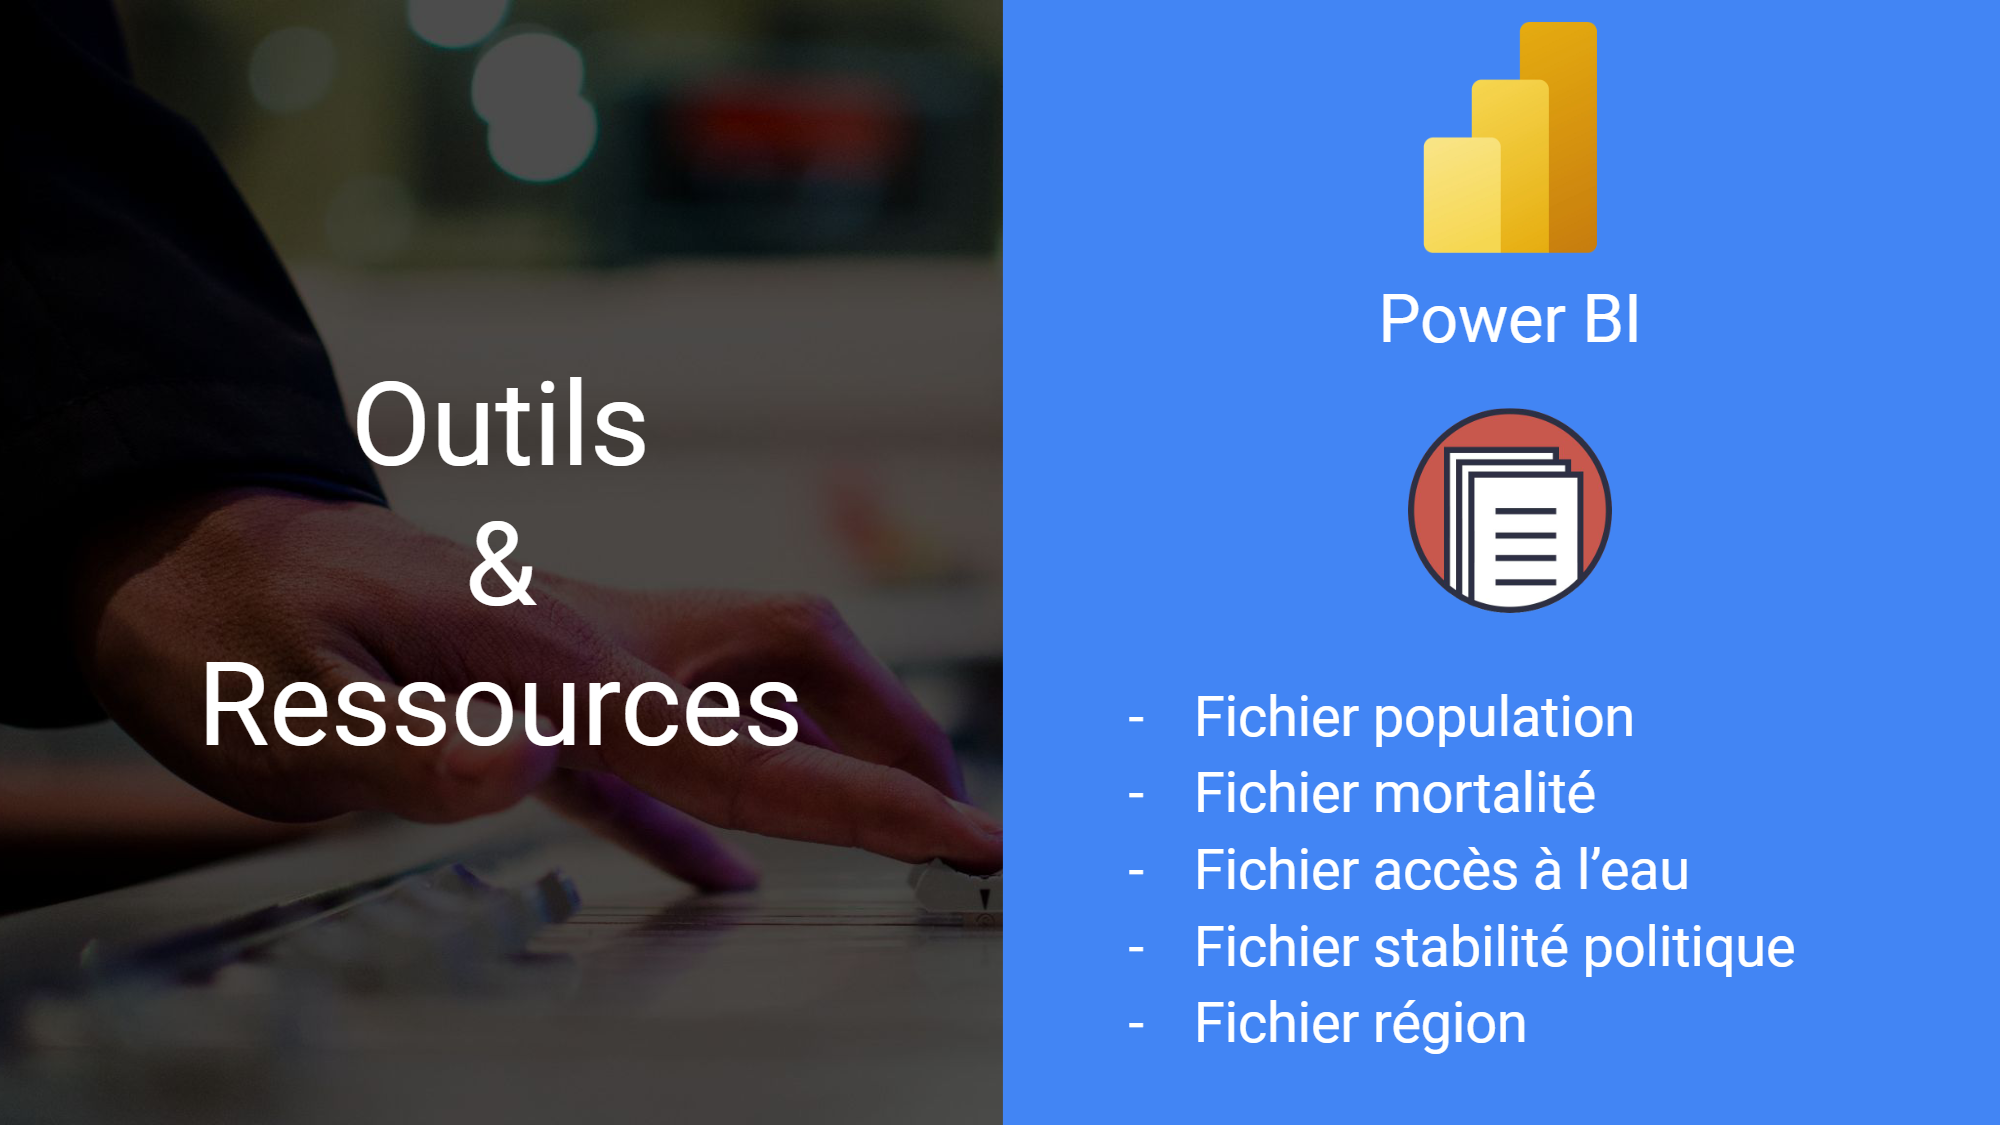 Outils
&
Ressources
Power BI
- Fichier population
- Fichier mortalité
- Fichier accès à l’eau
- Fichier stabilité politique
- Fichier région